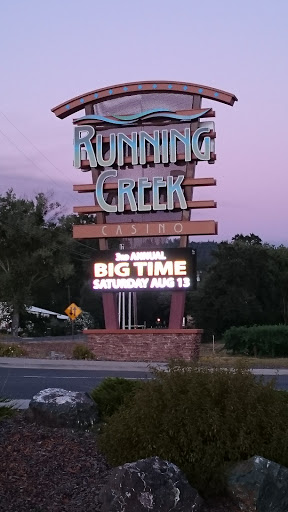 RUNNING
CREEK
CASINO
3RD ANNUAL
BIG TIME
SATURDAY AUG 13